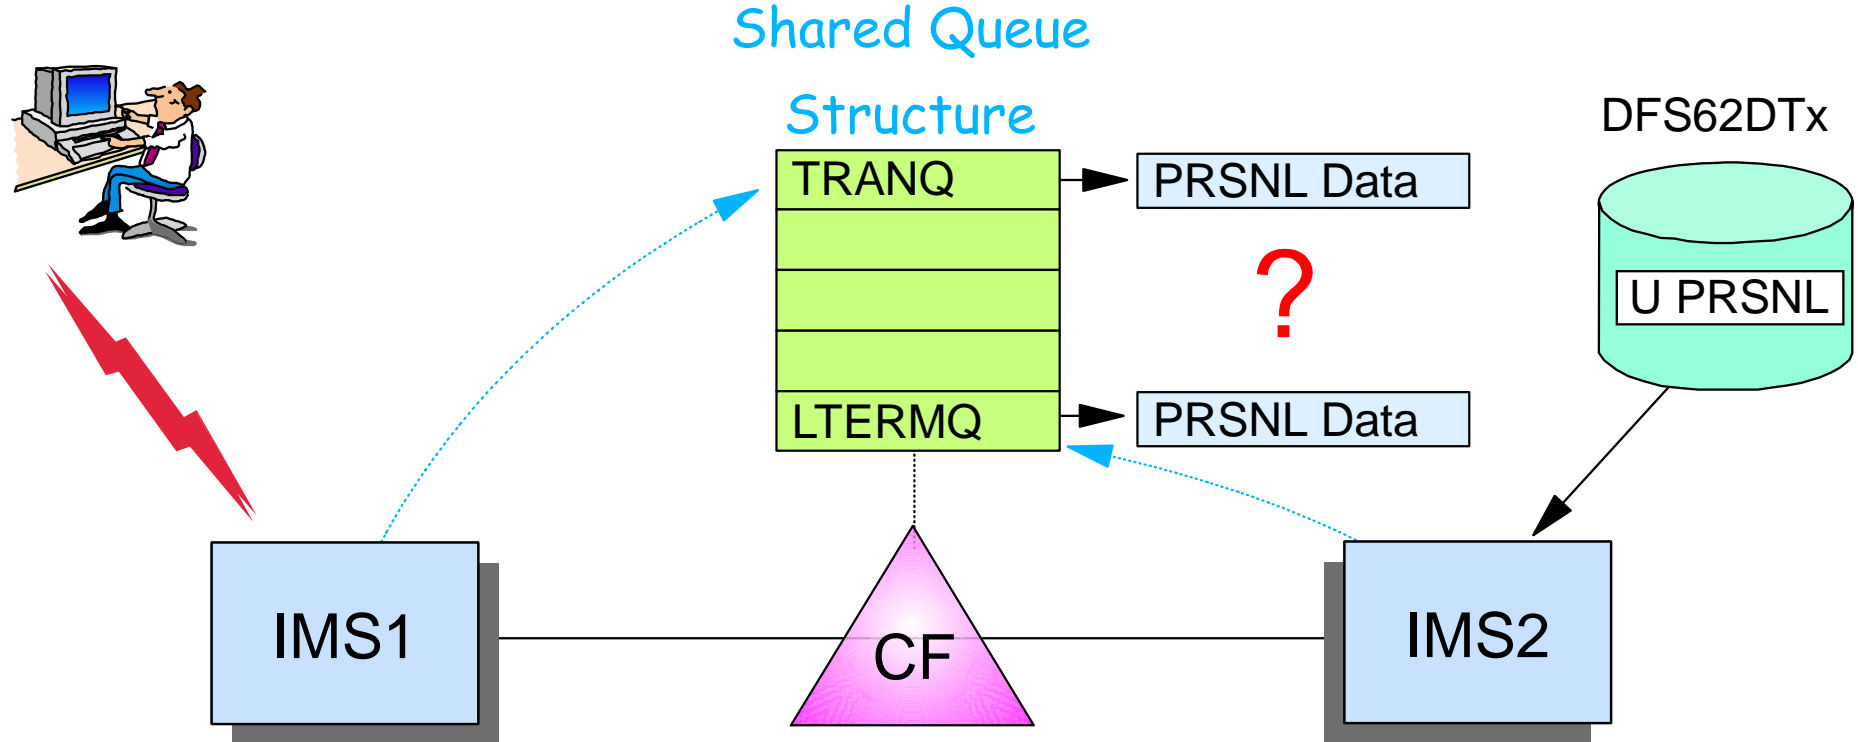 Shared Queue
Structure
DFS62DTx
TRANQ
PRSNL Data
?
U PRSNL
LTERMQ
PRSNL Data
IMS1
CF
IMS2